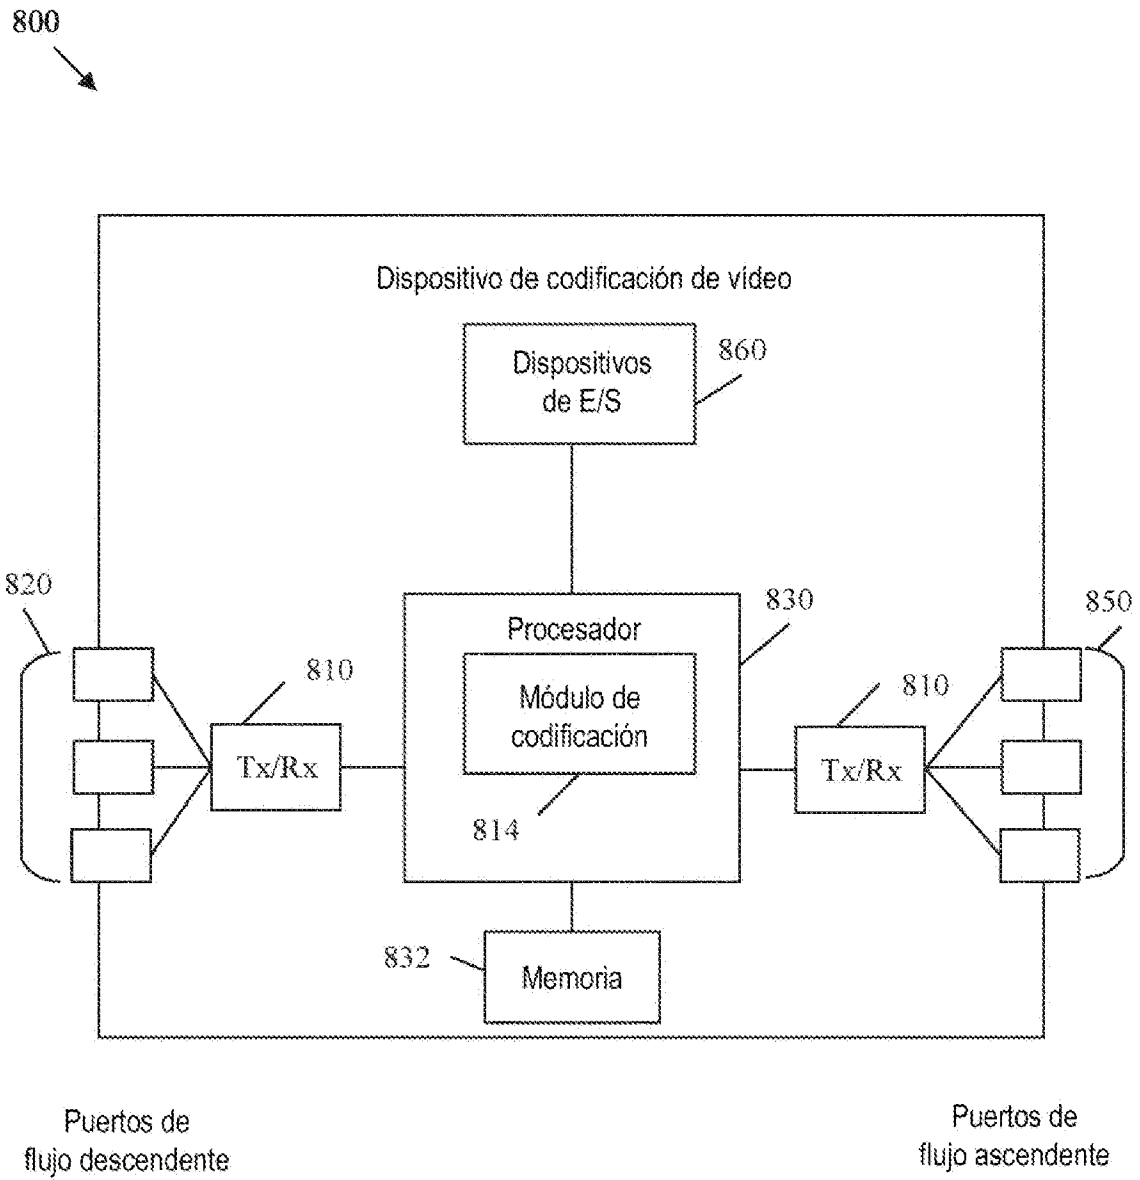 800
Dispositivo de codificación de vídeo
Dispositivos
de E/S
860
820
830
850
Procesador
810
810
Módulo de
codificación
Tx/Rx
Tx/Rx
814
832
Memoria
Puertos de
flujo descendente
Puertos de
flujo ascendente